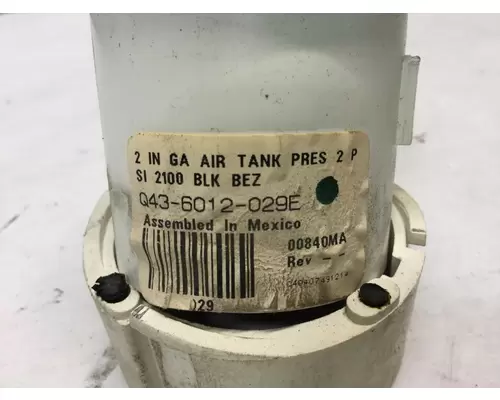 2 IN GA AIR TANK PRES 2 P
SI 2100 BLK BEZ
Q43-6012-029E
Assembled In Mexico
00840MA
Rev - -
029